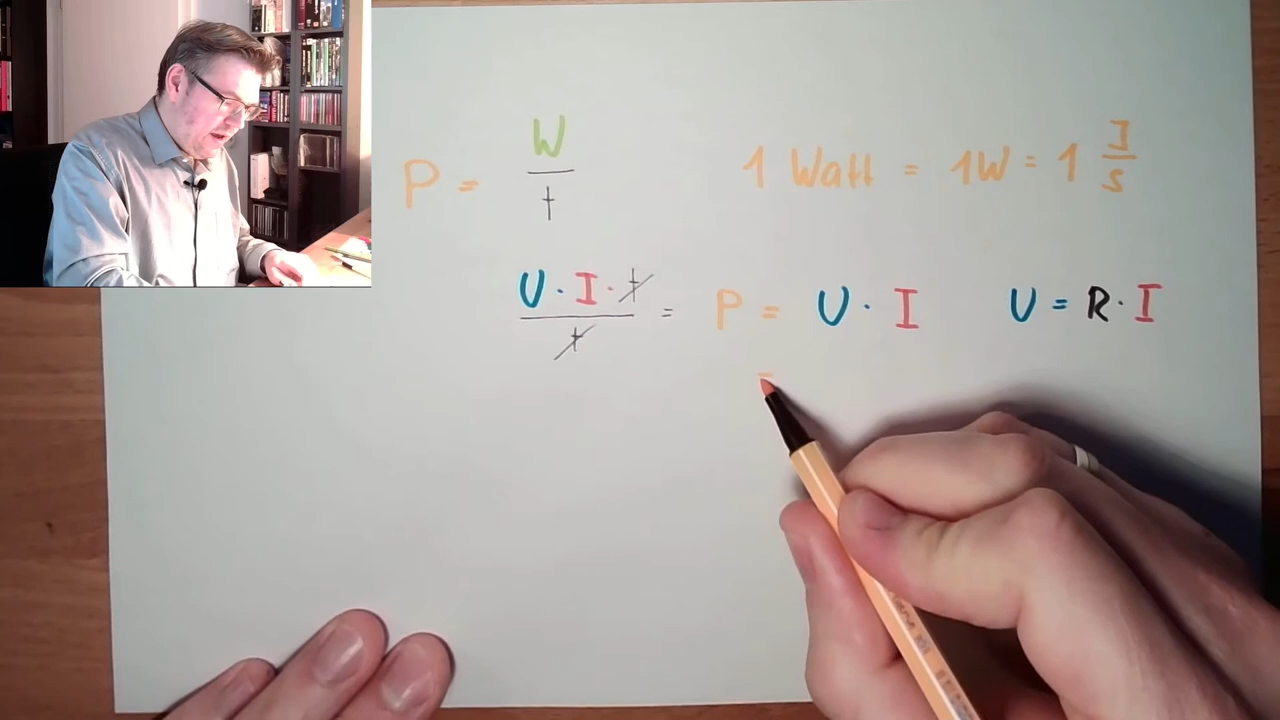 P = W / t
1 Watt = 1W = 1 J / s
U · I · t / t = P = U · I
U = R · I
=